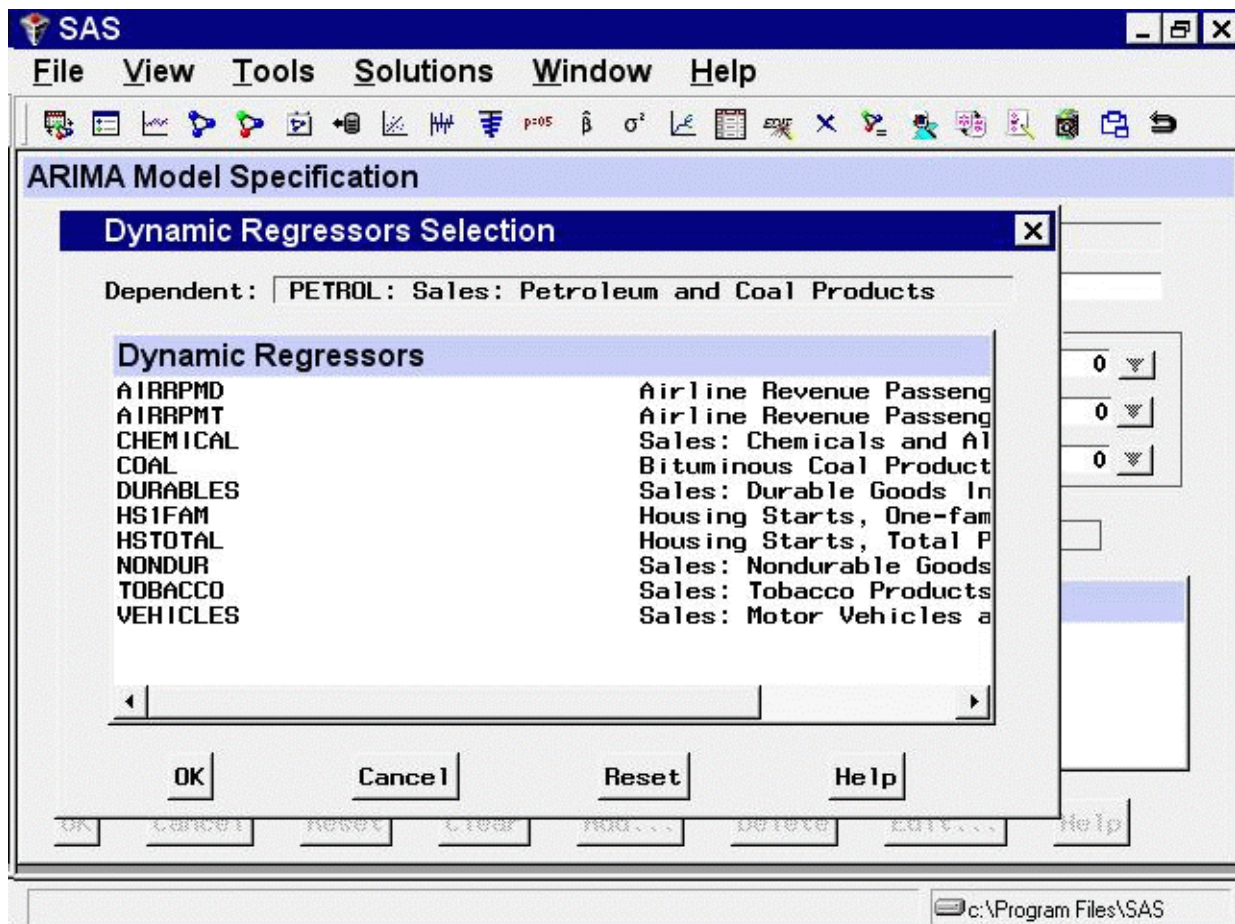 SAS
File View Tools Solutions Window Help
p=05 β̂ σ²
ARIMA Model Specification
Dynamic Regressors Selection
Dependent: PETROL: Sales: Petroleum and Coal Products
Dynamic Regressors
AIRRPMD Airline Revenue Passeng
AIRRPMT Airline Revenue Passeng
CHEMICAL Sales: Chemicals and Al
COAL Bituminous Coal Product
DURABLES Sales: Durable Goods In
HS1FAM Housing Starts, One-fam
HSTOTAL Housing Starts, Total P
NONDUR Sales: Nondurable Goods
TOBACCO Sales: Tobacco Products
VEHICLES Sales: Motor Vehicles a
0
0
0
OK Cancel Reset Help
OK Cancel Reset Clear Add... Delete Edit... Help
c:\Program Files\SAS